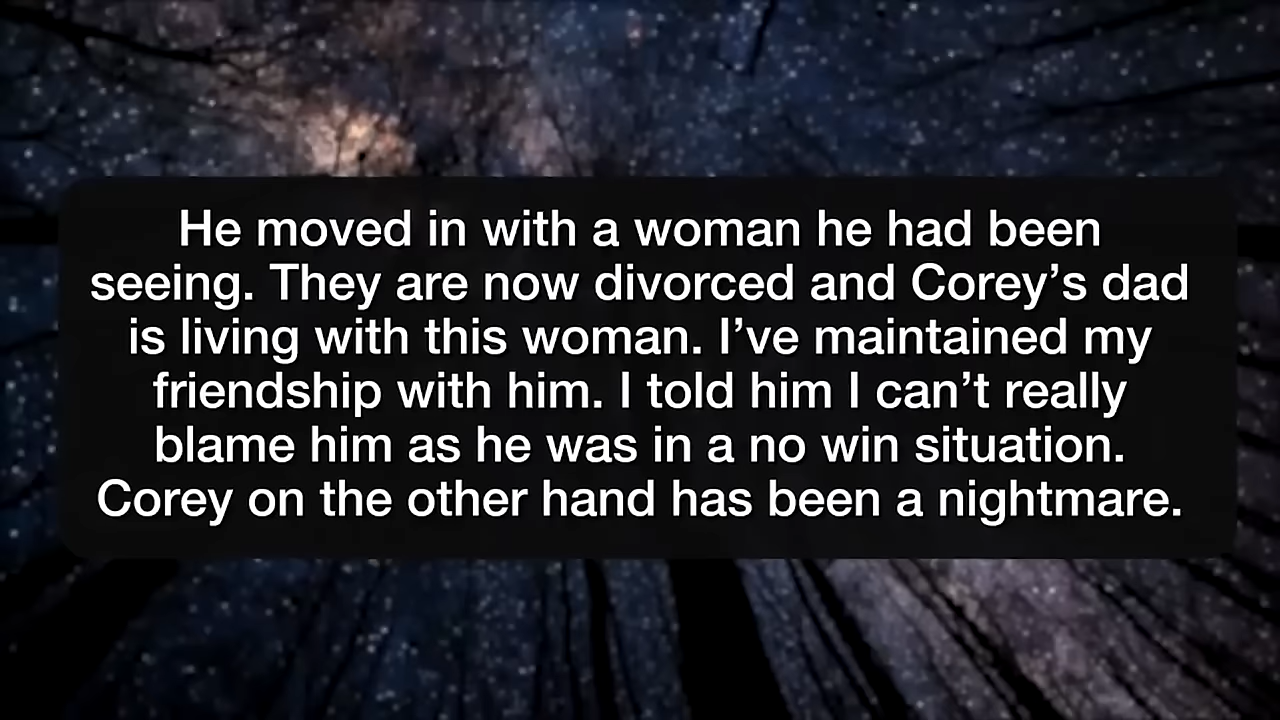 He moved in with a woman he had been
seeing. They are now divorced and Corey’s dad
is living with this woman. I’ve maintained my
friendship with him. I told him I can’t really
blame him as he was in a no win situation.
Corey on the other hand has been a nightmare.